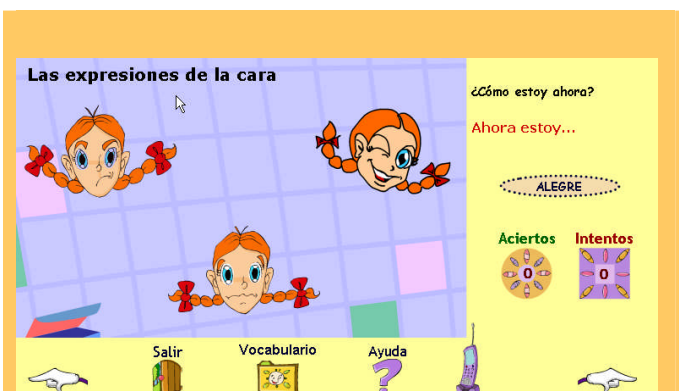 Las expresiones de la cara
¿Cómo estoy ahora?
Ahora estoy...
ALEGRE
Aciertos Intentos
0 0
Salir Vocabulario Ayuda